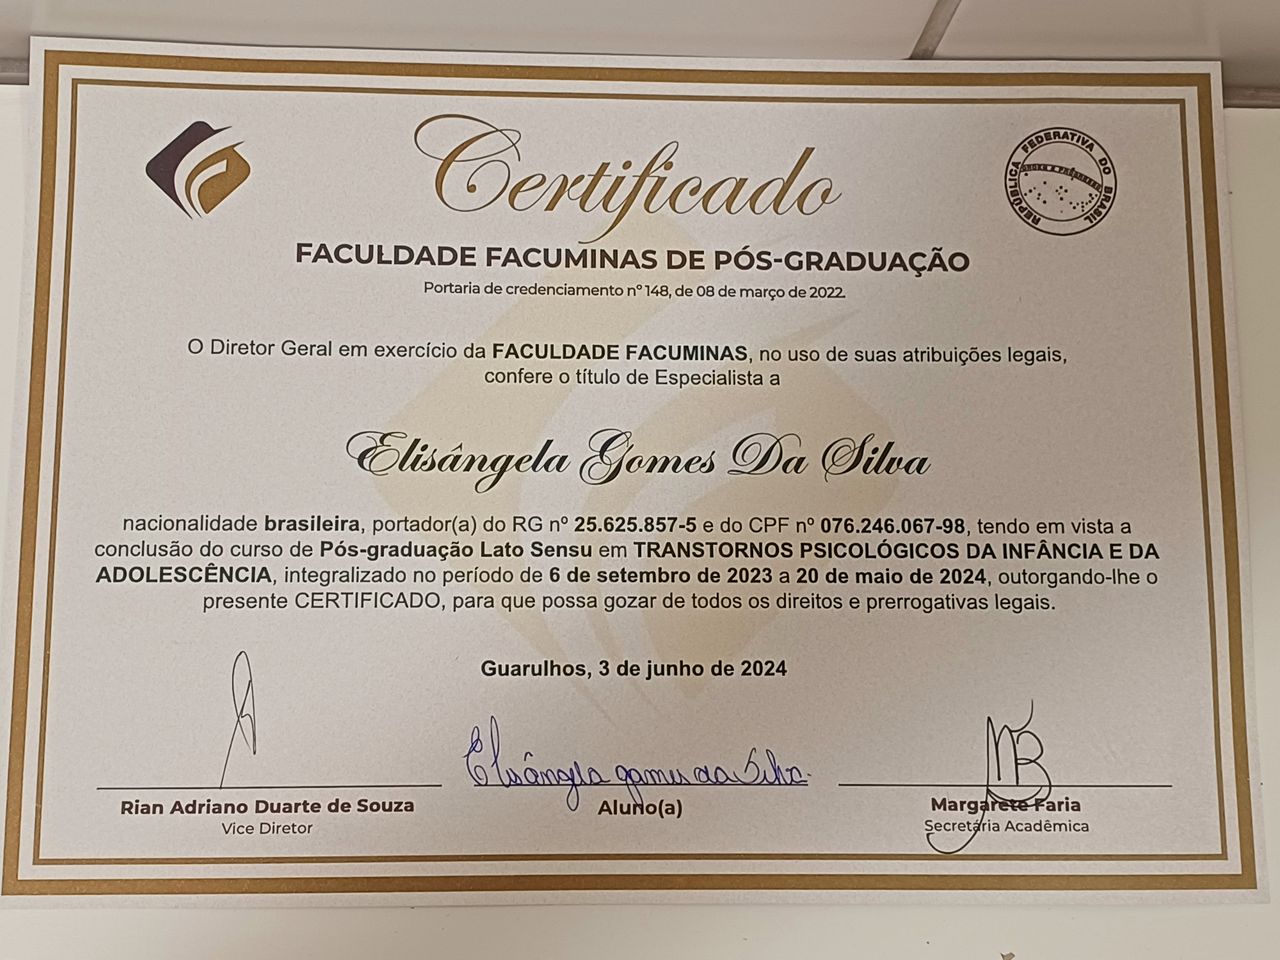 Certificado
REPÚBLICA FEDERATIVA DO BRASIL
ORDEM E PROGRESSO
FACULDADE FACUMINAS DE PÓS-GRADUAÇÃO
Portaria de credenciamento nº 148, de 08 de março de 2022.
O Diretor Geral em exercício da FACULDADE FACUMINAS, no uso de suas atribuições legais,
confere o título de Especialista a
Elisângela Gomes Da Silva
nacionalidade brasileira, portador(a) do RG nº 25.625.857-5 e do CPF nº 076.246.067-98, tendo em vista a
conclusão do curso de Pós-graduação Lato Sensu em TRANSTORNOS PSICOLÓGICOS DA INFÂNCIA E DA
ADOLESCÊNCIA, integralizado no período de 6 de setembro de 2023 a 20 de maio de 2024, outorgando-lhe o
presente CERTIFICADO, para que possa gozar de todos os direitos e prerrogativas legais.
Guarulhos, 3 de junho de 2024
Elisângela gomes da Silva
Rian Adriano Duarte de Souza
Vice Diretor
Aluno(a)
Margarete Faria
Secretária Acadêmica